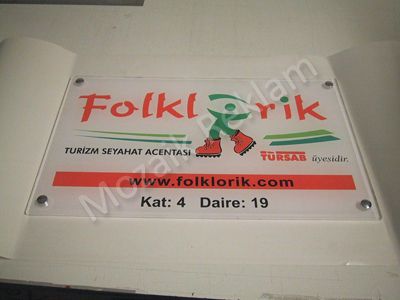 Folklorik
TURİZM SEYAHAT ACENTASI
TÜRSAB üyesidir.
www.folklorik.com
Kat: 4 Daire: 19
Mozaik Reklam